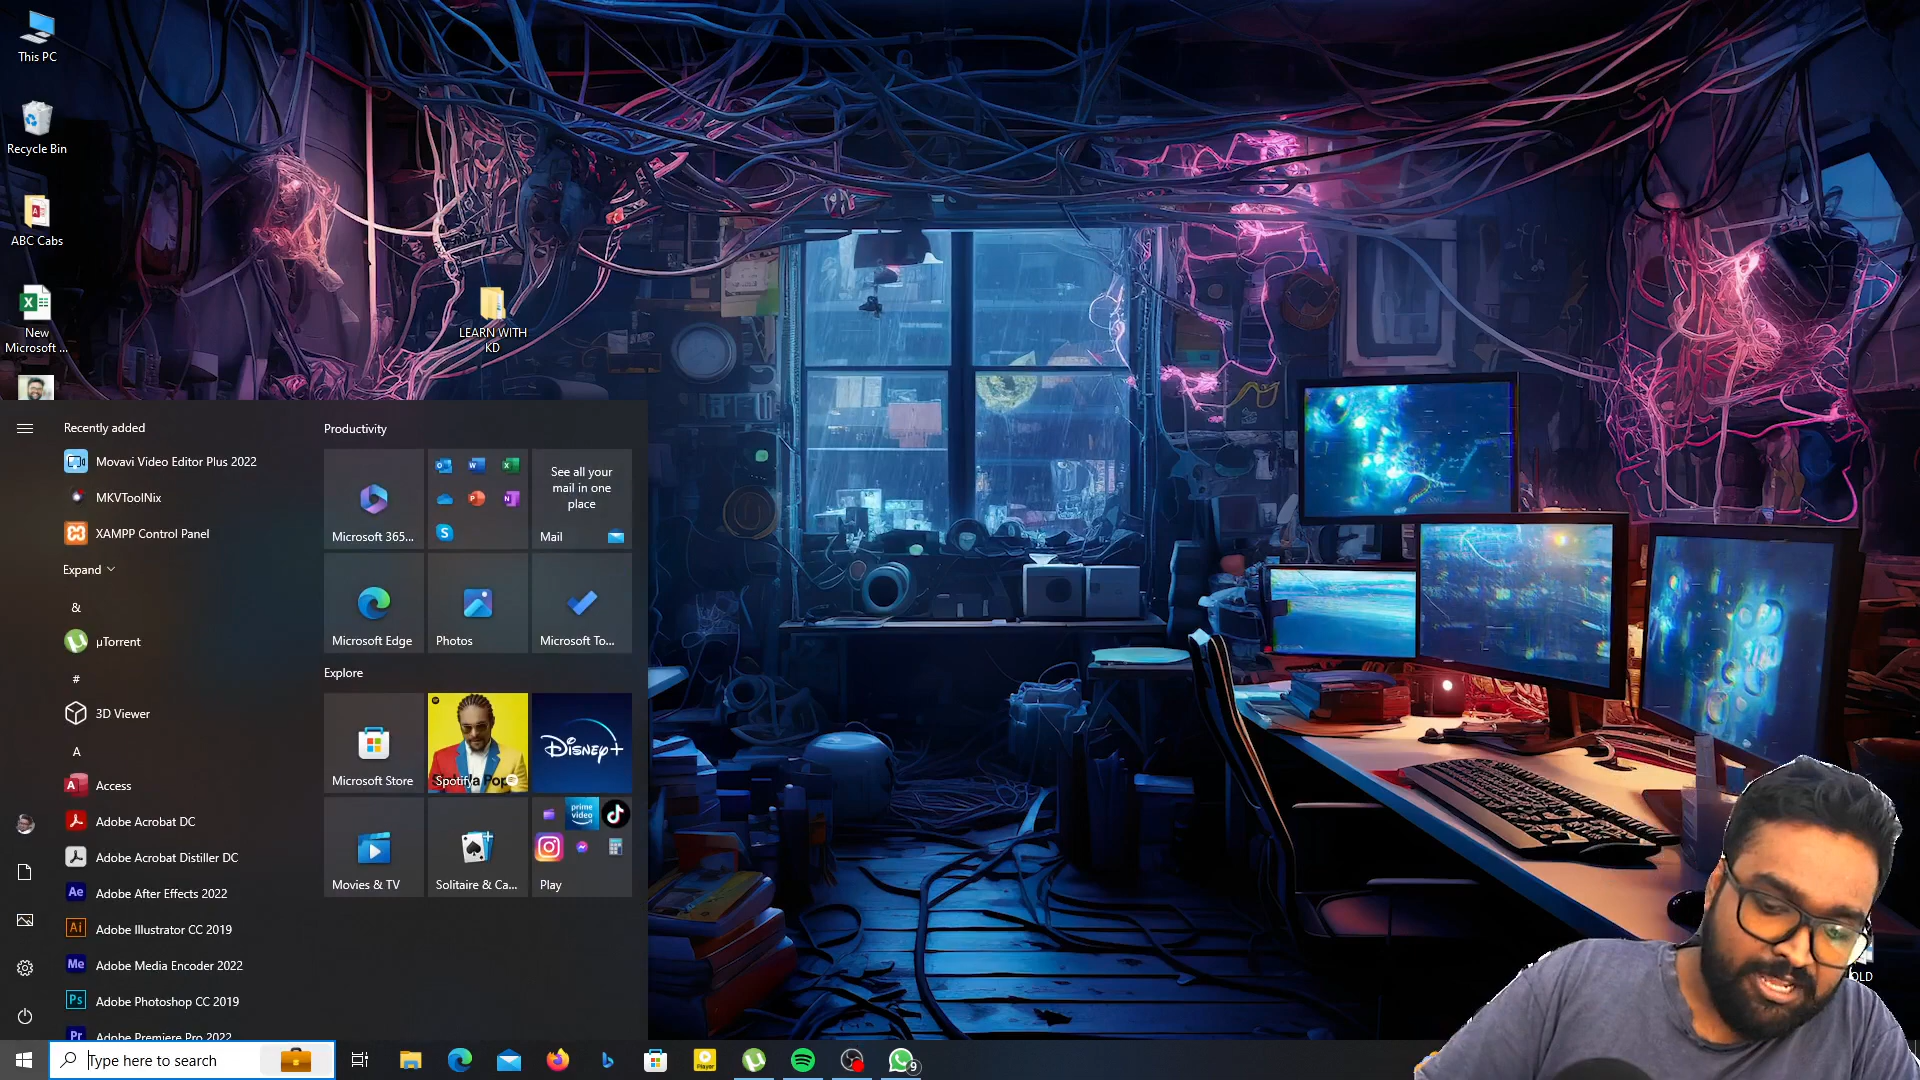 This PC
Recycle Bin
ABC Cabs
New
Microsoft ...
LEARN WITH
KD
Recently added
Movavi Video Editor Plus 2022
MKVToolNix
XAMPP Control Panel
Expand
&
µTorrent
#
3D Viewer
A
Access
Adobe Acrobat DC
Adobe Acrobat Distiller DC
Adobe After Effects 2022
Adobe Illustrator CC 2019
Adobe Media Encoder 2022
Adobe Photoshop CC 2019
Adobe Premiere Pro 2022
Productivity
Microsoft 365...
See all your
mail in one
place
Mail
Microsoft Edge
Photos
Microsoft To...
Explore
Microsoft Store
Spotify
Disney+
Movies & TV
Solitaire & Ca...
prime
video
Play
OLD
Type here to search
Player
9